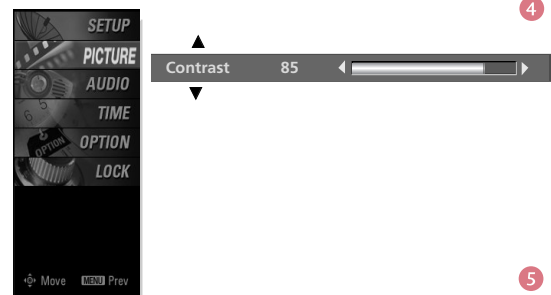 4
SETUP
PICTURE
Contrast 85
AUDIO
TIME
OPTION
LOCK
Move MENU Prev
5